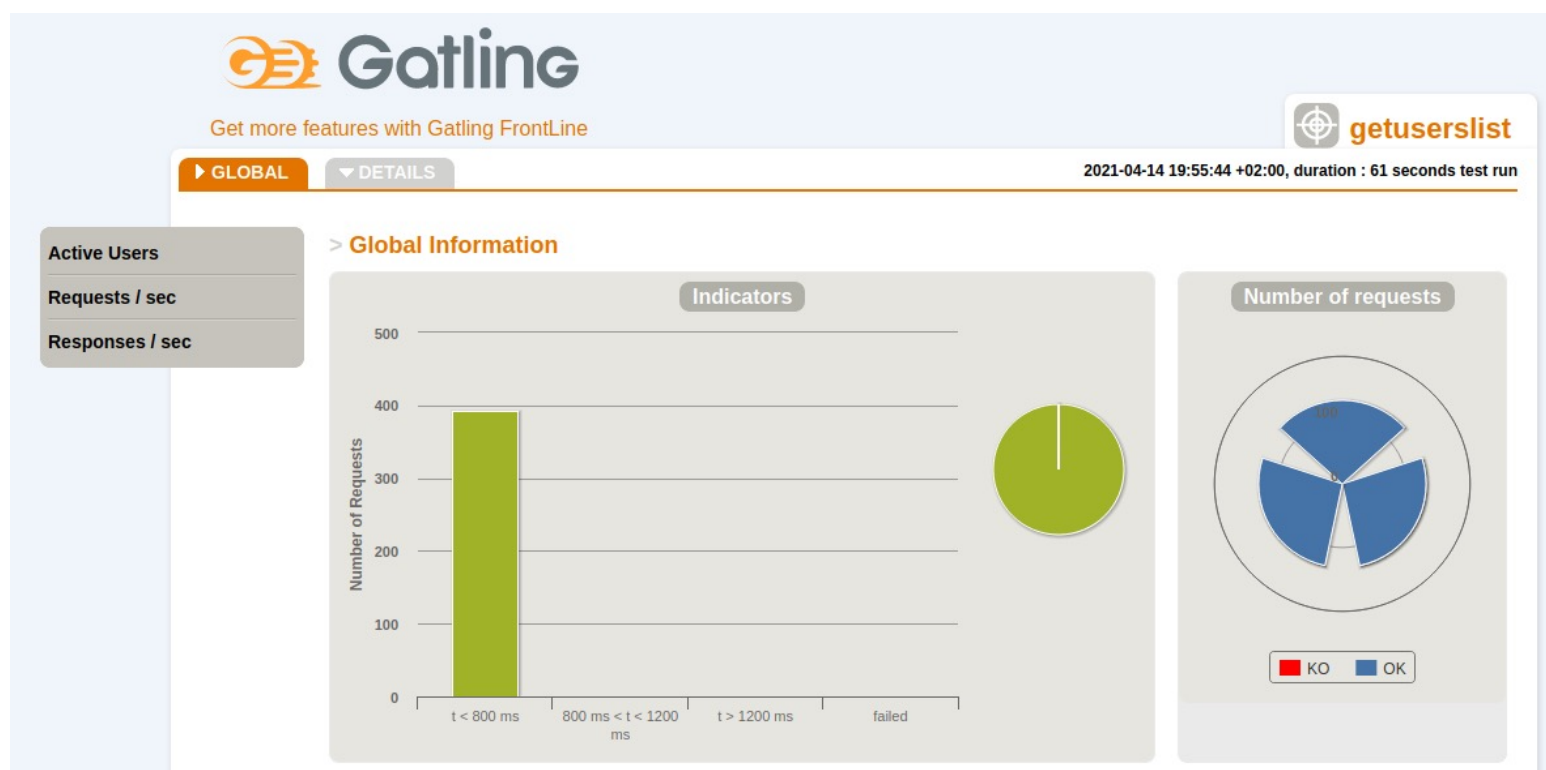 Gatling
Get more features with Gatling FrontLine
getuserslist
GLOBAL
DETAILS
2021-04-14 19:55:44 +02:00, duration : 61 seconds test run
Active Users
Requests / sec
Responses / sec
> Global Information
Indicators
Number of Requests
500
400
300
200
100
0
t < 800 ms
800 ms < t < 1200
ms
t > 1200 ms
failed
Number of requests
100
0
KO
OK